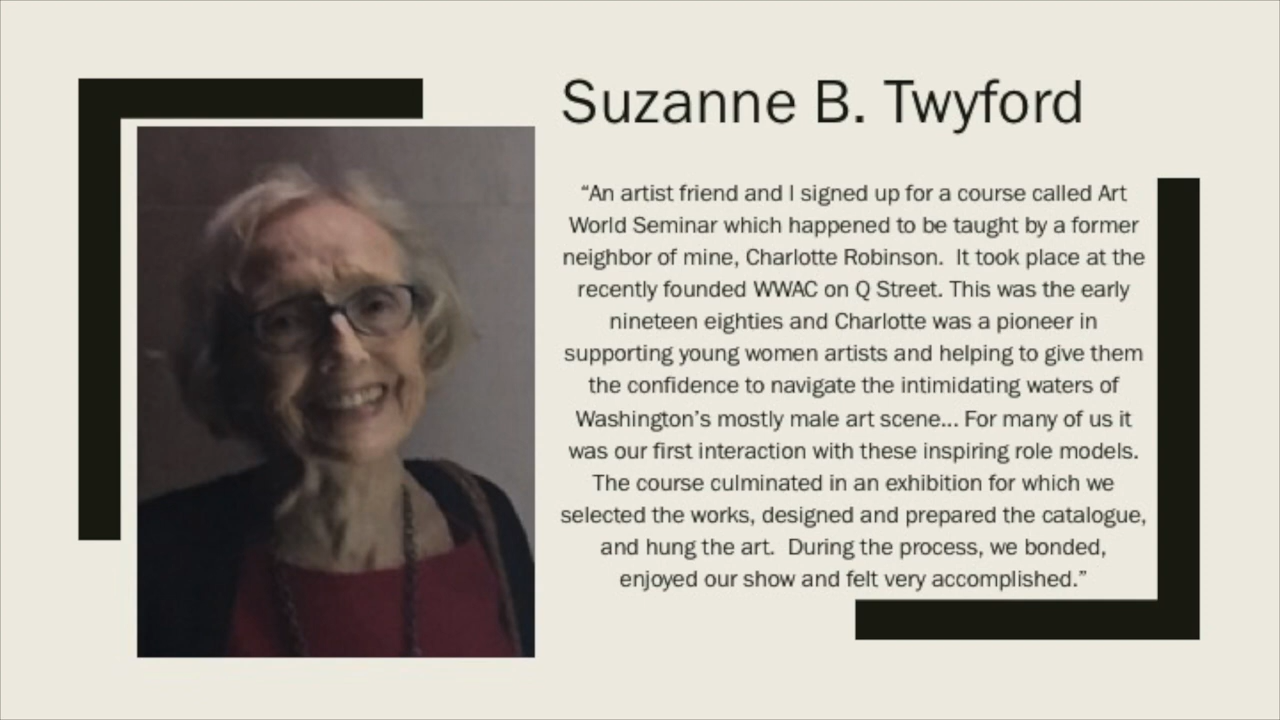 Suzanne B. Twyford
“An artist friend and I signed up for a course called Art
World Seminar which happened to be taught by a former
neighbor of mine, Charlotte Robinson.  It took place at the
recently founded WWAC on Q Street. This was the early
nineteen eighties and Charlotte was a pioneer in
supporting young women artists and helping to give them
the confidence to navigate the intimidating waters of
Washington’s mostly male art scene... For many of us it
was our first interaction with these inspiring role models.
The course culminated in an exhibition for which we
selected the works, designed and prepared the catalogue,
and hung the art.  During the process, we bonded,
enjoyed our show and felt very accomplished.”